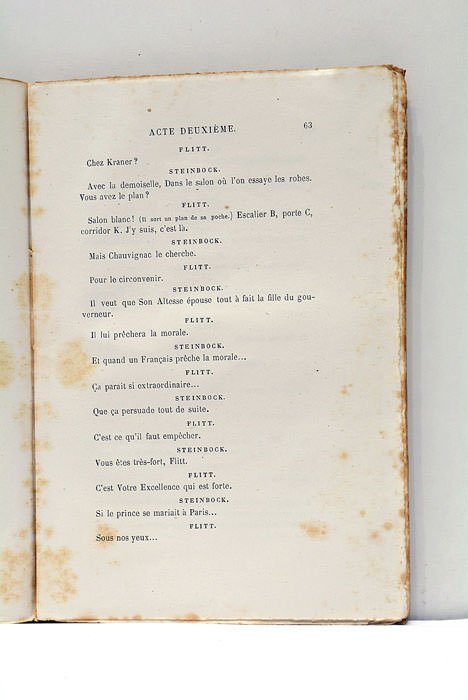 ACTE DEUXIÈME. 63
FLITT.
Chez Kraner?
STEINBOCK.
Avec la demoiselle, Dans le salon où l'on essaye les robes.
Vous avez le plan?
FLITT.
Salon blanc! (Il sort un plan de sa poche.) Escalier B, porte C,
corridor K. J'y suis, c'est là.
STEINBOCK.
Mais Chauvignac le cherche.
FLITT.
Pour le circonvenir.
STEINBOCK.
Il veut que Son Altesse épouse tout à fait la fille du gou-
verneur.
FLITT.
Il lui prêchera la morale.
STEINBOCK.
Et quand un Français prêche la morale...
FLITT.
Ça parait si extraordinaire...
STEINBOCK.
Que ça persuade tout de suite.
FLITT.
C'est ce qu'il faut empêcher.
STEINBOCK.
Vous êtes très-fort, Flitt.
FLITT.
C'est Votre Excellence qui est forte.
STEINBOCK.
Si le prince se mariait à Paris...
FLITT.
Sous nos yeux...